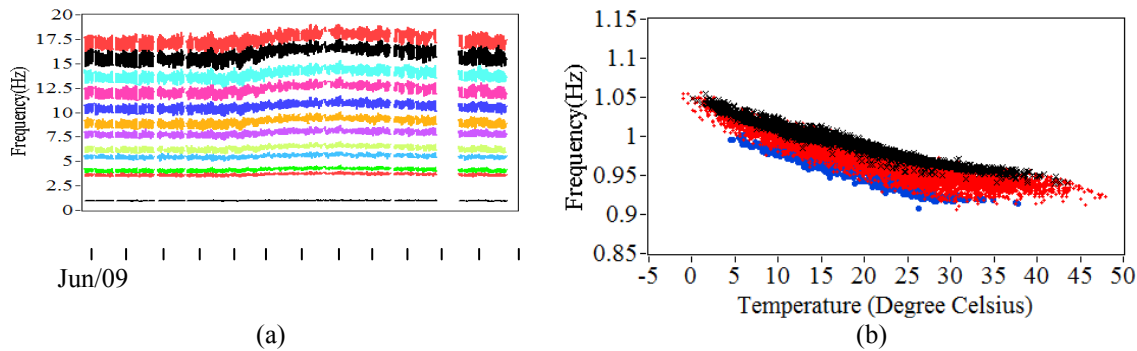 20
17.5
15
12.5
10
7.5
5
2.5
0
Frequency(Hz)
Jun/09
(a)
1.15
1.1
1.05
1
0.95
0.9
0.85
Frequency(Hz)
-5 0 5 10 15 20 25 30 35 40 45 50
Temperature (Degree Celsius)
(b)